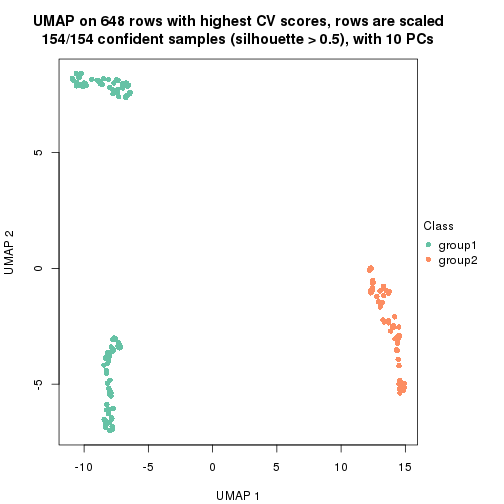 UMAP on 648 rows with highest CV scores, rows are scaled
154/154 confident samples (silhouette > 0.5), with 10 PCs
5
0
-5
UMAP 2
Class
group1
group2
-10 -5 0 5 10 15
UMAP 1